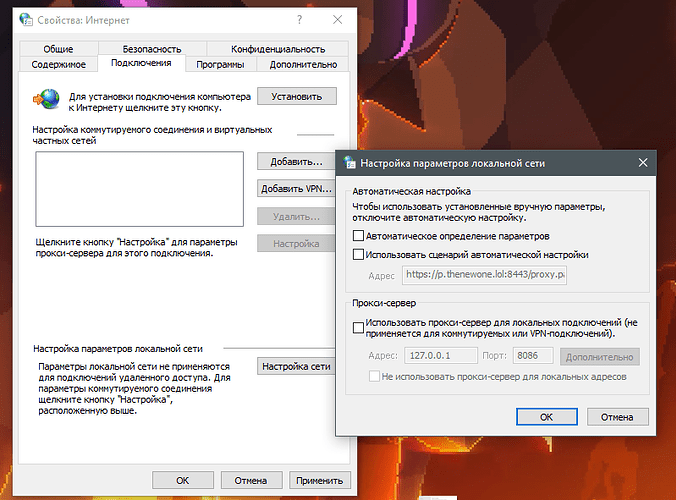 Свойства: Интернет
Общие
Безопасность
Конфиденциальность
Содержимое
Подключения
Программы
Дополнительно
Для установки подключения компьютера
к Интернету щелкните эту кнопку.
Установить
Настройка коммутируемого соединения и виртуальных
частных сетей
Добавить...
Добавить VPN...
Удалить...
Щелкните кнопку "Настройка" для параметры
прокси-сервера для этого подключения.
Настройка
Настройка параметров локальной сети
Параметры локальной сети не применяются
для подключений удаленного доступа. Для
параметры коммутируемого соединения
щелкните кнопку "Настройка",
расположенную выше.
Настройка сети
ОК
Отмена
Применить
Настройка параметров локальной сети
Автоматическая настройка
Чтобы использовать установленные вручную параметры,
отключите автоматическую настройку.
Автоматическое определение параметров
Использовать сценарий автоматической настройки
Адрес
https://p.thenewone.lol:8443/proxy.pa
Прокси-сервер
Использовать прокси-сервер для локальных подключений (не
применяется для коммутируемых или VPN-подключений).
Адрес:
127.0.0.1
Порт:
8086
Дополнительно
Не использовать прокси-сервер для локальных адресов
ОК
Отмена